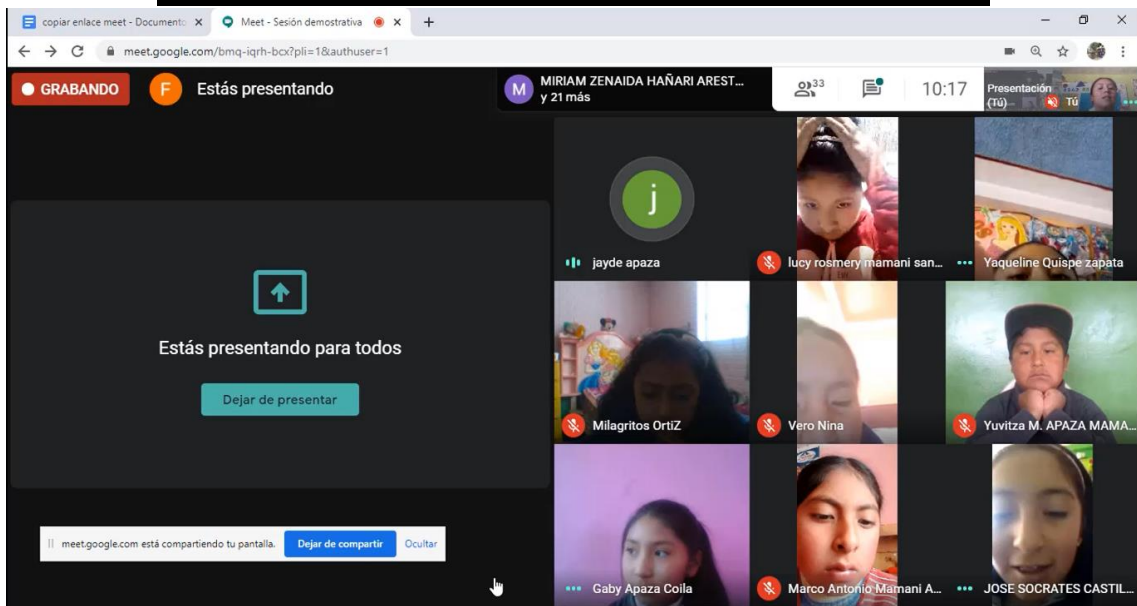 copiar enlace meet - Documento
Meet - Sesión demostrativa
meet.google.com/bmq-iqrh-bcx?pli=1&authuser=1
GRABANDO
F
Estás presentando
M
MIRIAM ZENAIDA HAÑARI AREST...
y 21 más
33
10:17
Presentación
(Tú)
Tú
j
jayde apaza
lucy rosmery mamani san...
Yaqueline Quispe zapata
Estás presentando para todos
Dejar de presentar
Milagritos OrtiZ
Vero Nina
Yuvitza M. APAZA MAMA...
meet.google.com está compartiendo tu pantalla.
Dejar de compartir
Ocultar
Gaby Apaza Coila
Marco Antonio Mamani A...
JOSE SOCRATES CASTIL...